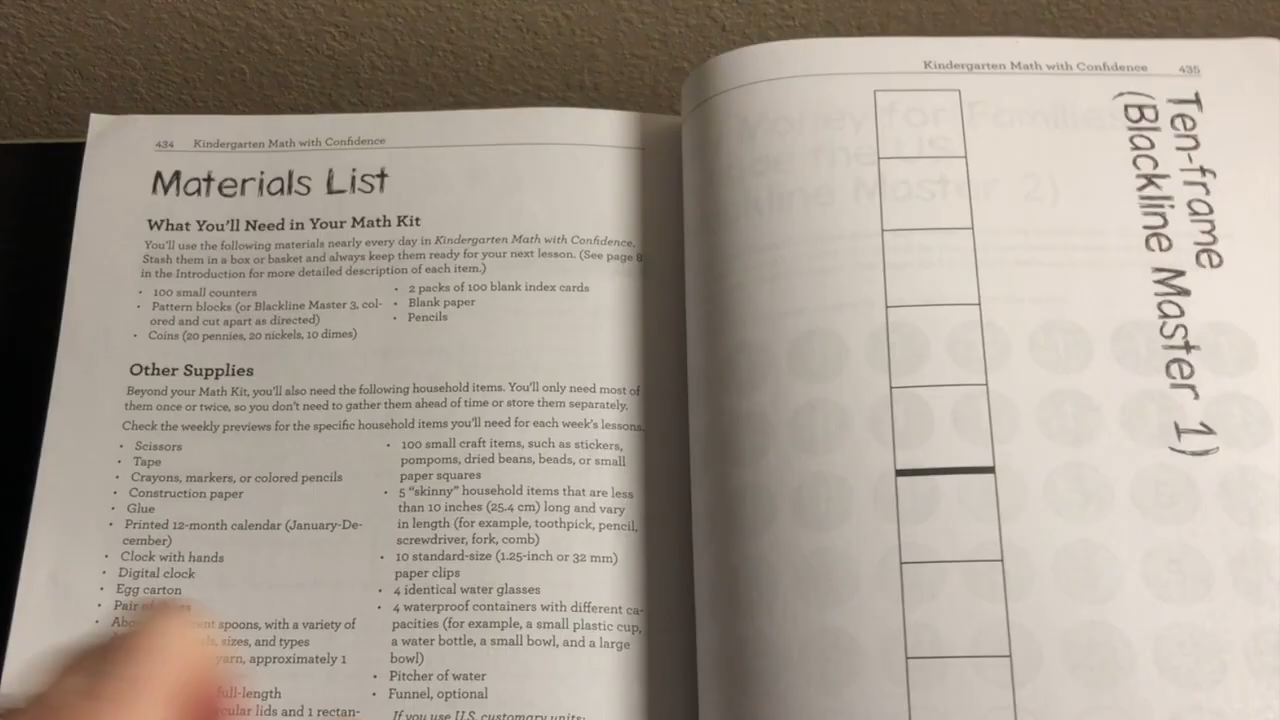 434 Kindergarten Math with Confidence
Materials List
What You'll Need in Your Math Kit
You'll use the following materials nearly every day in Kindergarten Math with Confidence.
Stash them in a box or basket and always keep them ready for your next lesson. (See page 8
in the Introduction for more detailed description of each item.)
• 100 small counters
• Pattern blocks (or Blackline Master 3, col-
ored and cut apart as directed)
• Coins (20 pennies, 20 nickels, 10 dimes)
• 2 packs of 100 blank index cards
• Blank paper
• Pencils
Other Supplies
Beyond your Math Kit, you'll also need the following household items. You'll only need most of
them once or twice, so you don't need to gather them ahead of time or store them separately.
Check the weekly previews for the specific household items you'll need for each week's lessons.
• Scissors
• Tape
• Crayons, markers, or colored pencils
• Construction paper
• Glue
• Printed 12-month calendar (January-De-
cember)
• Clock with hands
• Digital clock
• Egg carton
• Pair
spoons, with a variety of
sizes, and types
yarn, approximately 1
full-length
lids and 1 rectan-
• 100 small craft items, such as stickers,
pompoms, dried beans, beads, or small
paper squares
• 5 "skinny" household items that are less
than 10 inches (25.4 cm) long and vary
in length (for example, toothpick, pencil,
screwdriver, fork, comb)
• 10 standard-size (1.25-inch or 32 mm)
paper clips
• 4 identical water glasses
• 4 waterproof containers with different ca-
pacities (for example, a small plastic cup,
a water bottle, a small bowl, and a large
bowl)
• Pitcher of water
• Funnel, optional
If you use U.S. customary units:
Kindergarten Math with Confidence 435
Ten-frame
(Blackline Master 1)